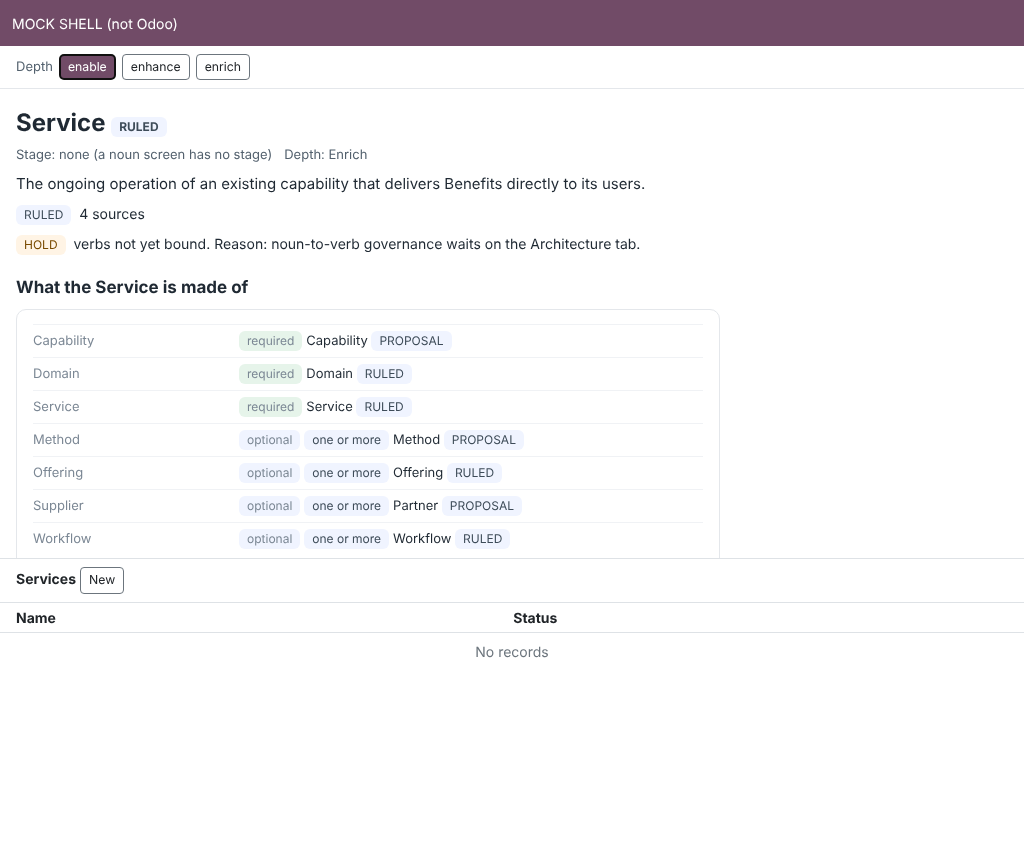 MOCK SHELL (not Odoo)
Depth enable enhance enrich
Service RULED
Stage: none (a noun screen has no stage) Depth: Enrich
The ongoing operation of an existing capability that delivers Benefits directly to its users.
RULED 4 sources
HOLD verbs not yet bound. Reason: noun-to-verb governance waits on the Architecture tab.
What the Service is made of
Capability required Capability PROPOSAL
Domain required Domain RULED
Service required Service RULED
Method optional one or more Method PROPOSAL
Offering optional one or more Offering RULED
Supplier optional one or more Partner PROPOSAL
Workflow optional one or more Workflow RULED
Services New
Name Status
No records